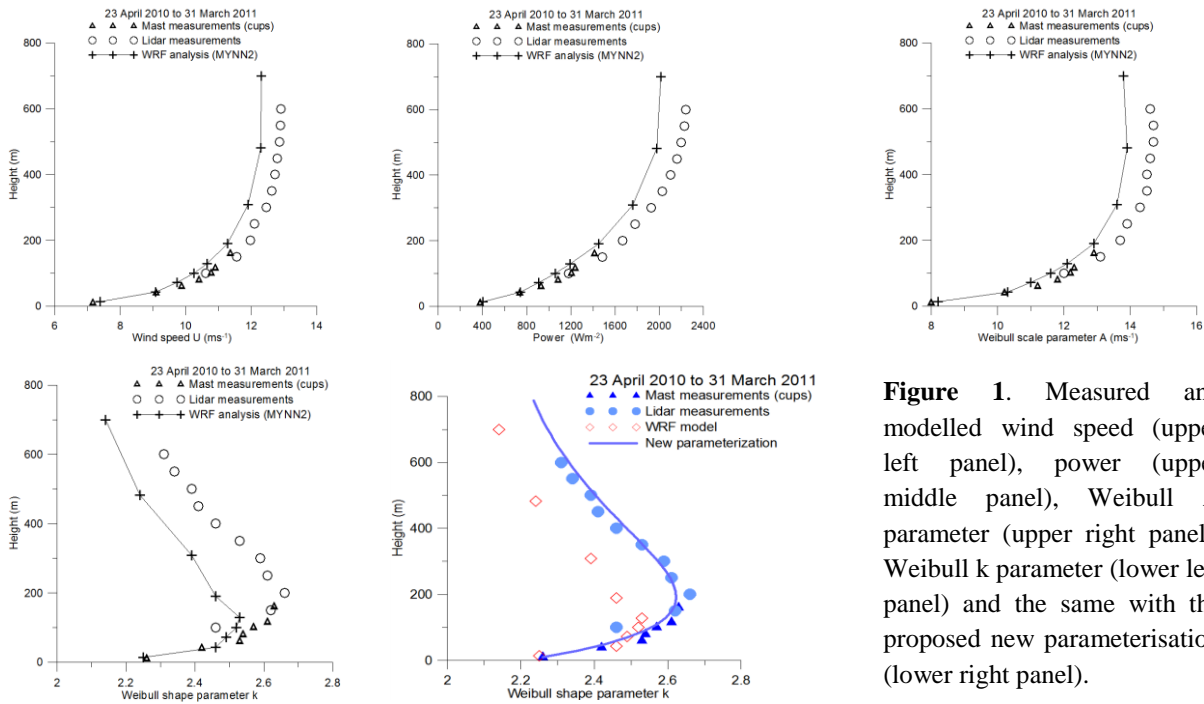 23 April 2010 to 31 March 2011
Mast measurements (cups)
Lidar measurements
WRF analysis (MYNN2)
800
600
400
200
0
Height (m)
6 8 10 12 14
Wind speed U (ms⁻¹)
23 April 2010 to 31 March 2011
Mast measurements (cups)
Lidar measurements
WRF analysis (MYNN2)
800
600
400
200
0
Height (m)
0 400 800 1200 1600 2000 2400
Power (Wm⁻²)
23 April 2010 to 31 March 2011
Mast measurements (cups)
Lidar measurements
WRF analysis (MYNN2)
800
600
400
200
0
Height (m)
8 10 12 14 16
Weibull scale parameter A (ms⁻¹)
23 April 2010 to 31 March 2011
Mast measurements (cups)
Lidar measurements
WRF analysis (MYNN2)
800
600
400
200
0
Height (m)
2 2.2 2.4 2.6 2.8
Weibull shape parameter k
23 April 2010 to 31 March 2011
Mast measurements (cups)
Lidar measurements
WRF model
New parameterization
800
600
400
200
0
Height (m)
2 2.2 2.4 2.6 2.8
Weibull shape parameter k
Figure 1. Measured an
modelled wind speed (uppe
left panel), power (uppe
middle panel), Weibull
parameter (upper right panel
Weibull k parameter (lower le
panel) and the same with th
proposed new parameterisatio
(lower right panel).